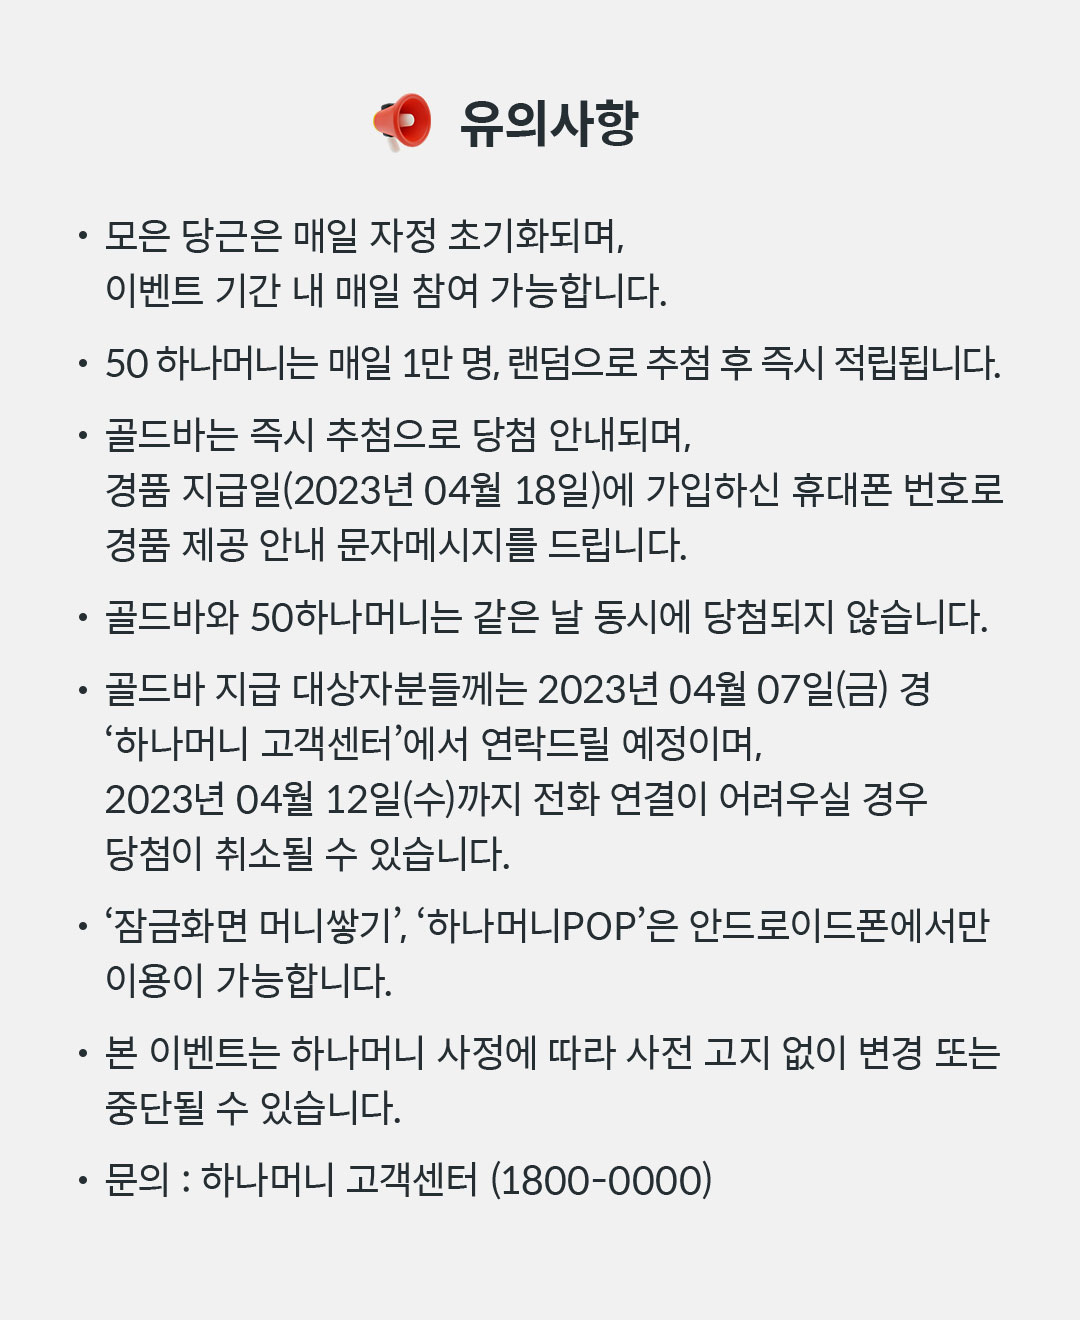 유의사항
• 모은 당근은 매일 자정 초기화되며,
이벤트 기간 내 매일 참여 가능합니다.
• 50 하나머니는 매일 1만 명, 랜덤으로 추첨 후 즉시 적립됩니다.
• 골드바는 즉시 추첨으로 당첨 안내되며,
경품 지급일(2023년 04월 18일)에 가입하신 휴대폰 번호로
경품 제공 안내 문자메시지를 드립니다.
• 골드바와 50하나머니는 같은 날 동시에 당첨되지 않습니다.
• 골드바 지급 대상자분들께는 2023년 04월 07일(금) 경
‘하나머니 고객센터’에서 연락드릴 예정이며,
2023년 04월 12일(수)까지 전화 연결이 어려우실 경우
당첨이 취소될 수 있습니다.
• ‘잠금화면 머니쌓기’, ‘하나머니POP’은 안드로이드폰에서만
이용이 가능합니다.
• 본 이벤트는 하나머니 사정에 따라 사전 고지 없이 변경 또는
중단될 수 있습니다.
• 문의 : 하나머니 고객센터 (1800-0000)